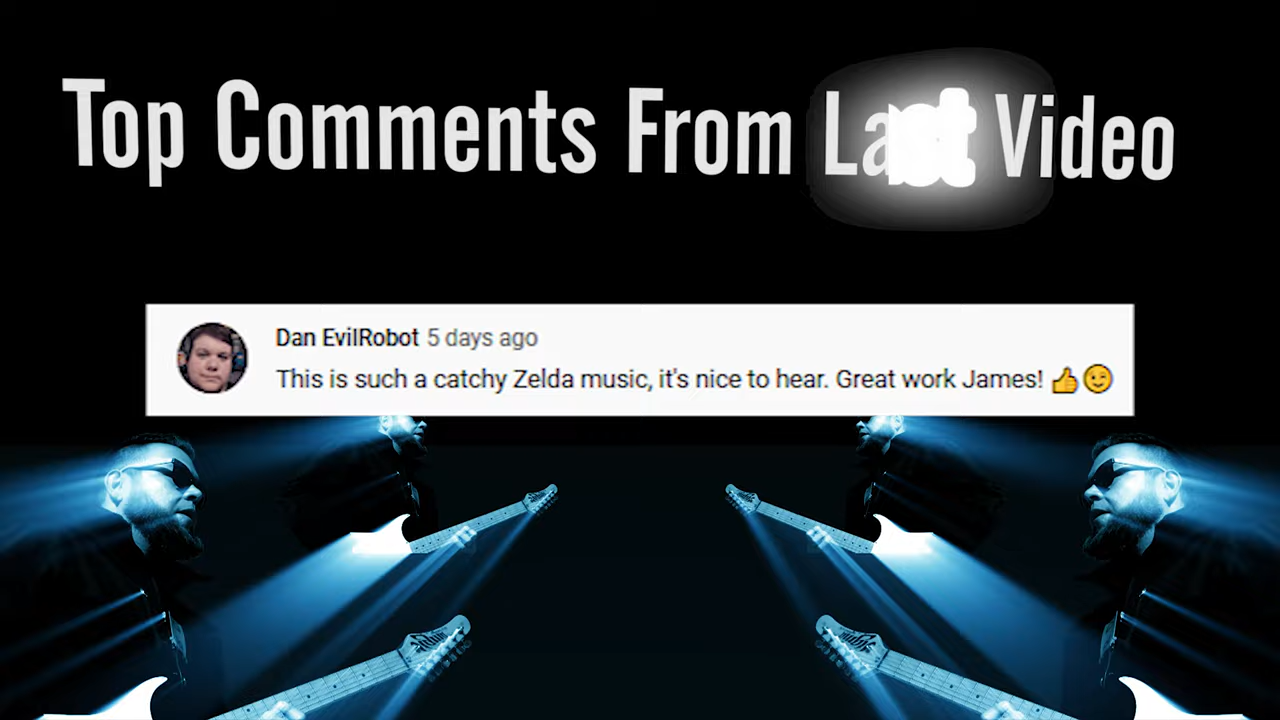 Top Comments From Last Video
Dan EvilRobot 5 days ago
This is such a catchy Zelda music, it's nice to hear. Great work James! 👍😉